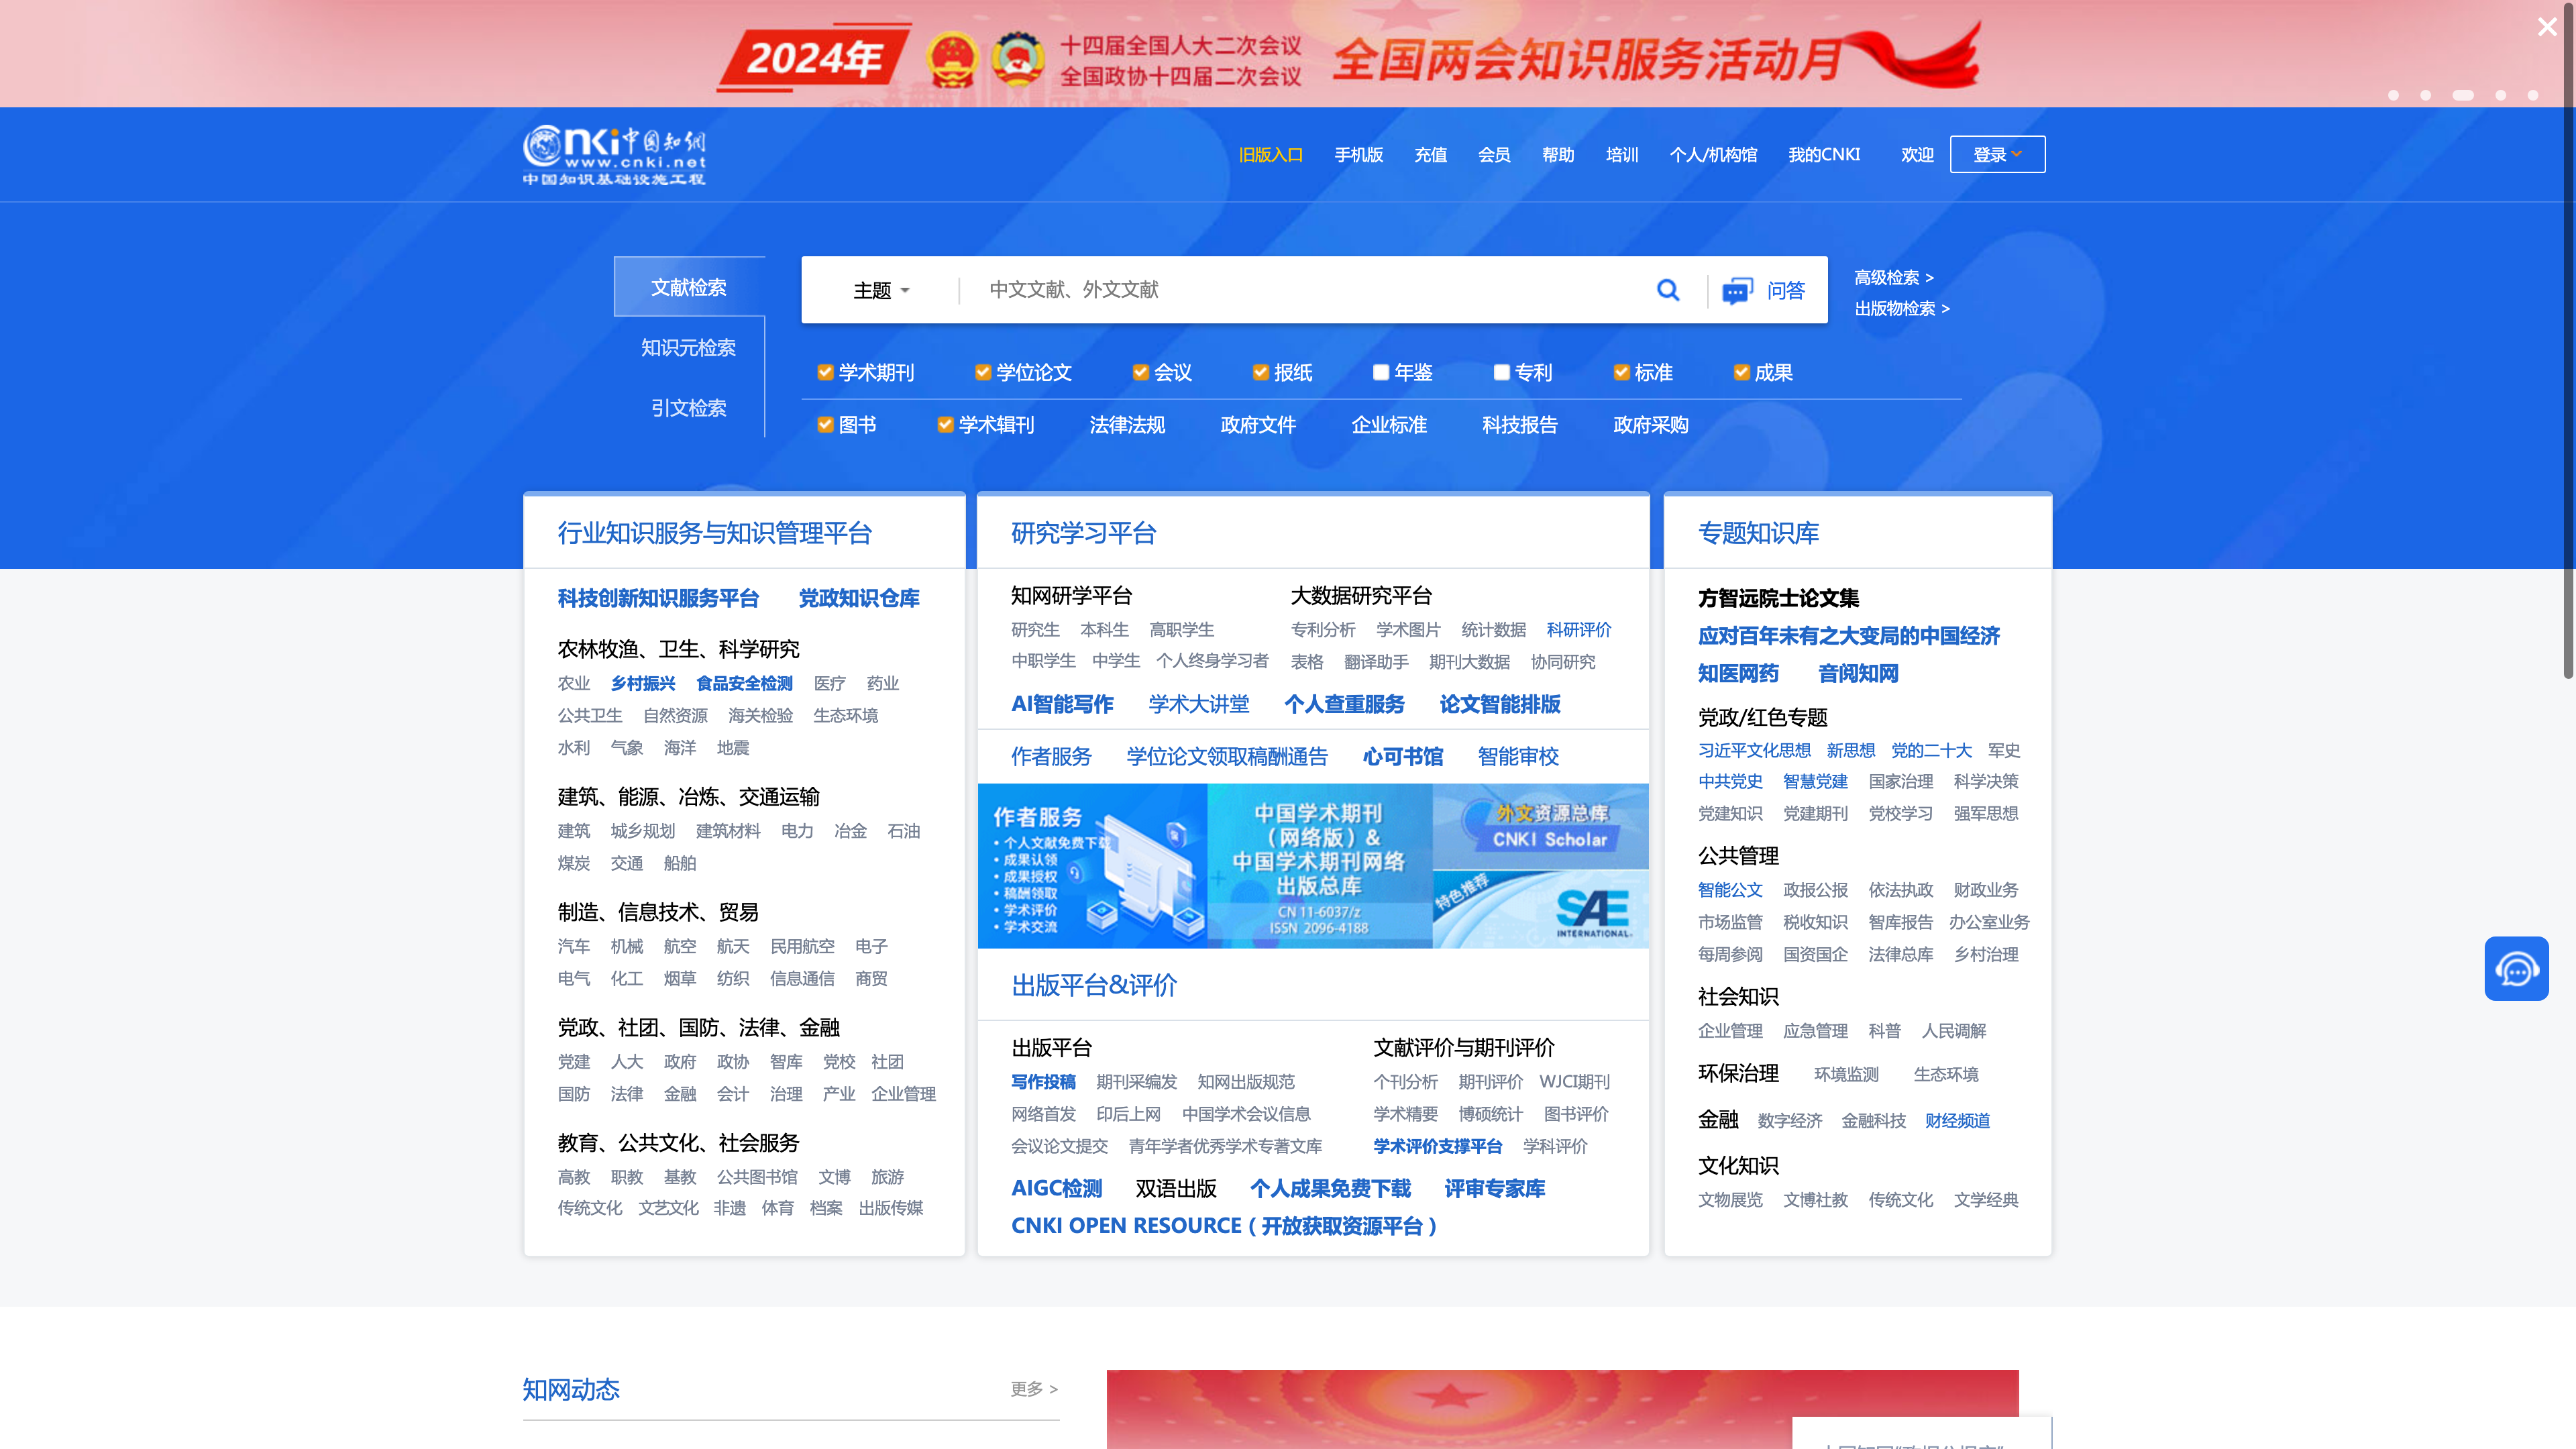 2024年
十四届全国人大二次会议
全国政协十四届二次会议
全国两会知识服务活动月
cnki中国知网
www.cnki.net
中国知识基础设施工程
旧版入口 手机版 充值 会员 帮助 培训 个人/机构馆 我的CNKI 欢迎 登录
文献检索
知识元检索
引文检索
主题 中文文献、外文文献 问答
高级检索 >
出版物检索 >
学术期刊 学位论文 会议 报纸 年鉴 专利 标准 成果
图书 学术辑刊 法律法规 政府文件 企业标准 科技报告 政府采购
行业知识服务与知识管理平台
科技创新知识服务平台 党政知识仓库
农林牧渔、卫生、科学研究
农业 乡村振兴 食品安全检测 医疗 药业
公共卫生 自然资源 海关检验 生态环境
水利 气象 海洋 地震
建筑、能源、冶炼、交通运输
建筑 城乡规划 建筑材料 电力 冶金 石油
煤炭 交通 船舶
制造、信息技术、贸易
汽车 机械 航空 航天 民用航空 电子
电气 化工 烟草 纺织 信息通信 商贸
党政、社团、国防、法律、金融
党建 人大 政府 政协 智库 党校 社团
国防 法律 金融 会计 治理 产业 企业管理
教育、公共文化、社会服务
高教 职教 基教 公共图书馆 文博 旅游
传统文化 文艺文化 非遗 体育 档案 出版传媒
研究学习平台
知网研学平台
研究生 本科生 高职学生
中职学生 中学生 个人终身学习者
大数据研究平台
专利分析 学术图片 统计数据 科研评价
表格 翻译助手 期刊大数据 协同研究
AI智能写作 学术大讲堂 个人查重服务 论文智能排版
作者服务 学位论文领取稿酬通告 心可书馆 智能审校
作者服务
• 个人文献免费下载
• 成果认领
• 成果授权
• 稿酬领取
• 学术评价
• 学术交流
中国学术期刊
（网络版）&
中国学术期刊网络
出版总库
CN 11-6037/z
ISSN 2096-4188
外文资源总库
CNKI Scholar
特色推荐
SAE
INTERNATIONAL.
出版平台&评价
出版平台
写作投稿 期刊采编发 知网出版规范
网络首发 印后上网 中国学术会议信息
会议论文提交 青年学者优秀学术专著文库
文献评价与期刊评价
个刊分析 期刊评价 WJCI期刊
学术精要 博硕统计 图书评价
学术评价支撑平台 学科评价
AIGC检测 双语出版 个人成果免费下载 评审专家库
CNKI OPEN RESOURCE（开放获取资源平台）
专题知识库
方智远院士论文集
应对百年未有之大变局的中国经济
知医网药 音阅知网
党政/红色专题
习近平文化思想 新思想 党的二十大 军史
中共党史 智慧党建 国家治理 科学决策
党建知识 党建期刊 党校学习 强军思想
公共管理
智能公文 政报公报 依法执政 财政业务
市场监管 税收知识 智库报告 办公室业务
每周参阅 国资国企 法律总库 乡村治理
社会知识
企业管理 应急管理 科普 人民调解
环保治理 环境监测 生态环境
金融 数字经济 金融科技 财经频道
文化知识
文物展览 文博社教 传统文化 文学经典
知网动态 更多 >